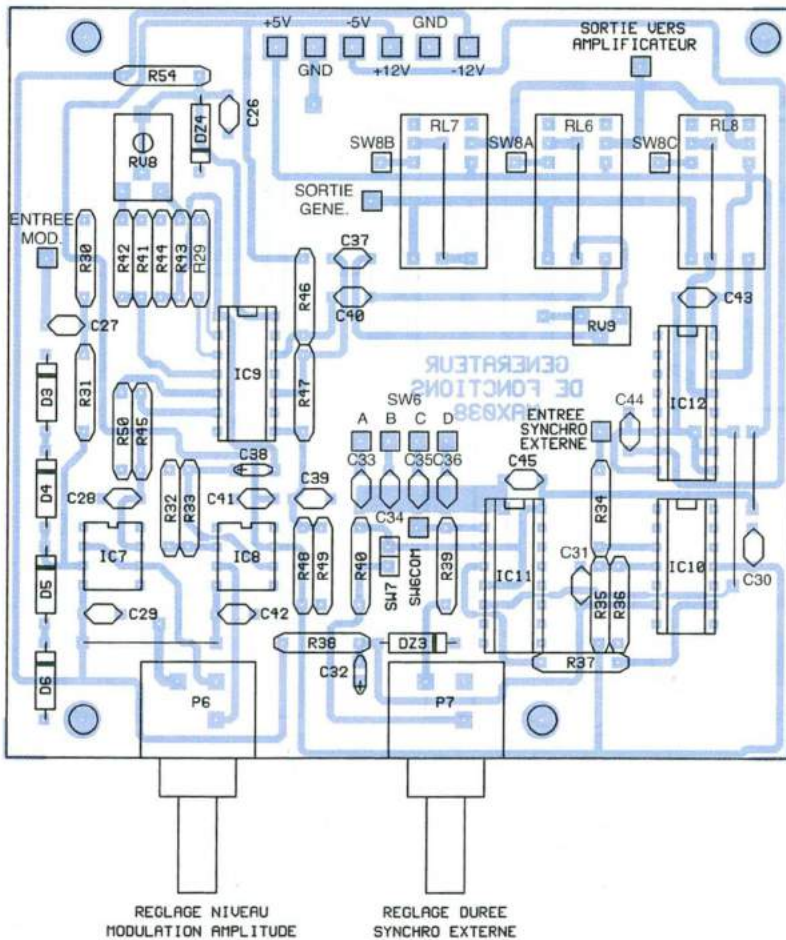 +5V -5V GND
GND +12V -12V
SORTIE VERS
AMPLIFICATEUR
R54
DZ4
C26
RV8
RL7 RL6 RL8
SW8B SW8A SW8C
SORTIE
GENE.
ENTREE
MOD.
R30 R42 R41 R44 R43 R29
C37
R46
C40
C43
C27
RV9
IC9
R31
R47
GENERATEUR
DE FONCTIONS
MAX038
IC12
D3
SW6
A B C D
C44
ENTREE
SYNCHRO
EXTERNE
R50 R45
C38
C33 C35 C36
C45
D4
C28
R32 R33
C41
C39
C34
R34
IC7
IC8
R48 R49
R40
SW7
SW6COM
R39
IC11
C31
IC10
C30
D5
C29
C42
R35 R36
R38
DZ3
C32
R37
D6
P6
P7
REGLAGE NIVEAU
MODULATION AMPLITUDE
REGLAGE DUREE
SYNCHRO EXTERNE